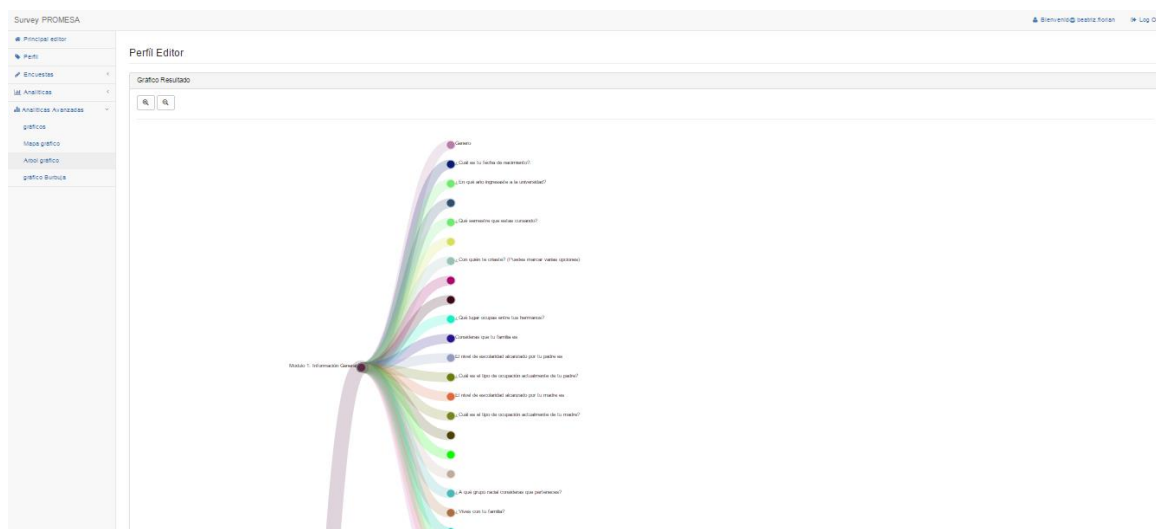 Survey PROMESA
Bienvenid@ beatriz.florian
Log O
Principal editor
Perfil
Encuestas
Analíticas
Analíticas Avanzadas
gráficos
Mapa gráfico
Arbol gráfico
gráfico Burbuja
Perfil Editor
Gráfico Resultado
Genero
¿Cuál es tu fecha de nacimiento?
¿En qué año ingresaste a la universidad?
¿Qué semestre que estas cursando?
¿Con quién te criaste? (Puedes marcar varias opciones)
¿Qué lugar ocupas entre tus hermanos?
Consideras que tu familia es
Modulo 1: Información General
El nivel de escolaridad alcanzado por tu padre es
¿Cuál es el tipo de ocupación actualmente de tu padre?
El nivel de escolaridad alcanzado por tu madre es
¿Cuál es el tipo de ocupación actualmente de tu madre?
¿A qué grupo racial consideras que perteneces?
¿Vives con tu familia?